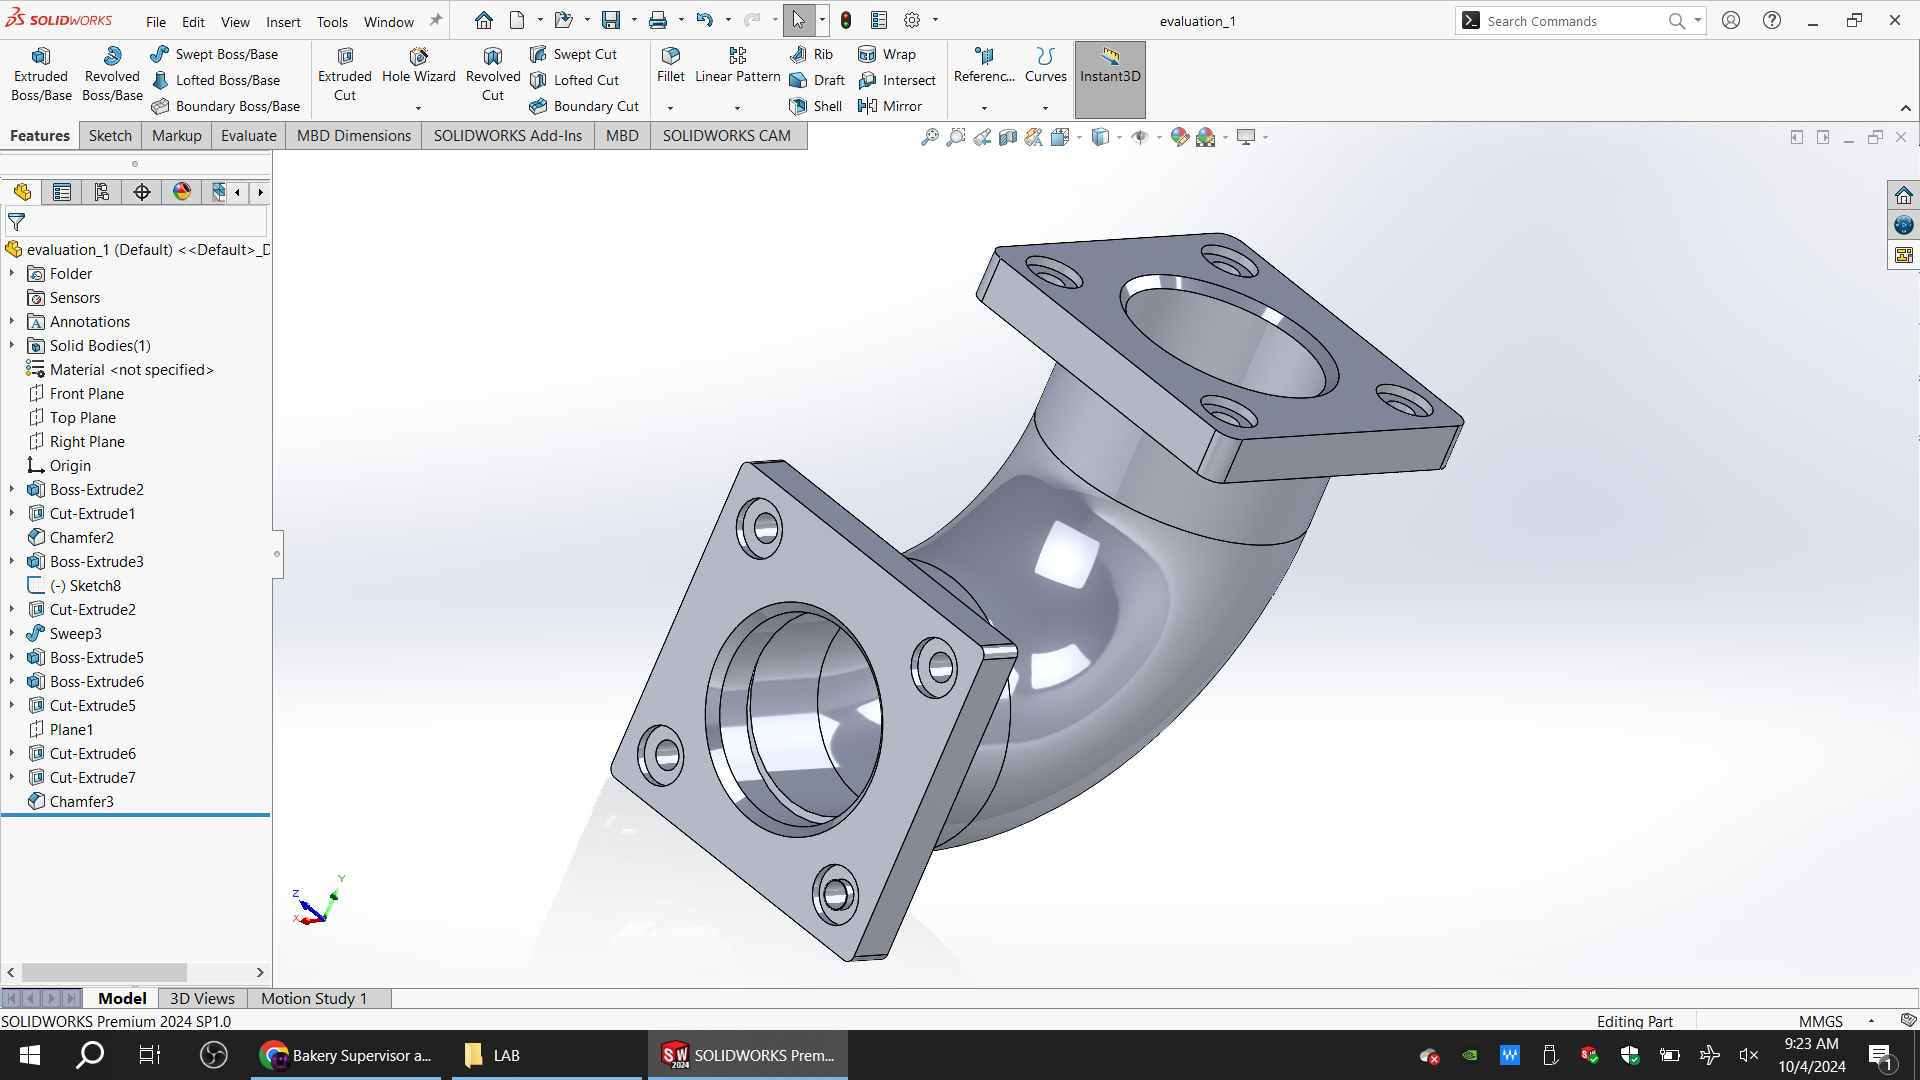 SOLIDWORKS File Edit View Insert Tools Window evaluation_1 Search Commands
Extruded Boss/Base
Revolved Boss/Base
Swept Boss/Base
Lofted Boss/Base
Boundary Boss/Base
Extruded Cut
Hole Wizard
Revolved Cut
Swept Cut
Lofted Cut
Boundary Cut
Fillet
Linear Pattern
Rib
Draft
Shell
Wrap
Intersect
Mirror
Referenc...
Curves
Instant3D
Features Sketch Markup Evaluate MBD Dimensions SOLIDWORKS Add-Ins MBD SOLIDWORKS CAM
evaluation_1 (Default) <<Default>_D
Folder
Sensors
Annotations
Solid Bodies(1)
Material <not specified>
Front Plane
Top Plane
Right Plane
Origin
Boss-Extrude2
Cut-Extrude1
Chamfer2
Boss-Extrude3
(-) Sketch8
Cut-Extrude2
Sweep3
Boss-Extrude5
Boss-Extrude6
Cut-Extrude5
Plane1
Cut-Extrude6
Cut-Extrude7
Chamfer3
Y
Z
X
Model 3D Views Motion Study 1
SOLIDWORKS Premium 2024 SP1.0 Editing Part MMGS
Bakery Supervisor a... LAB SW 2024 SOLIDWORKS Prem...
9:23 AM
10/4/2024
1